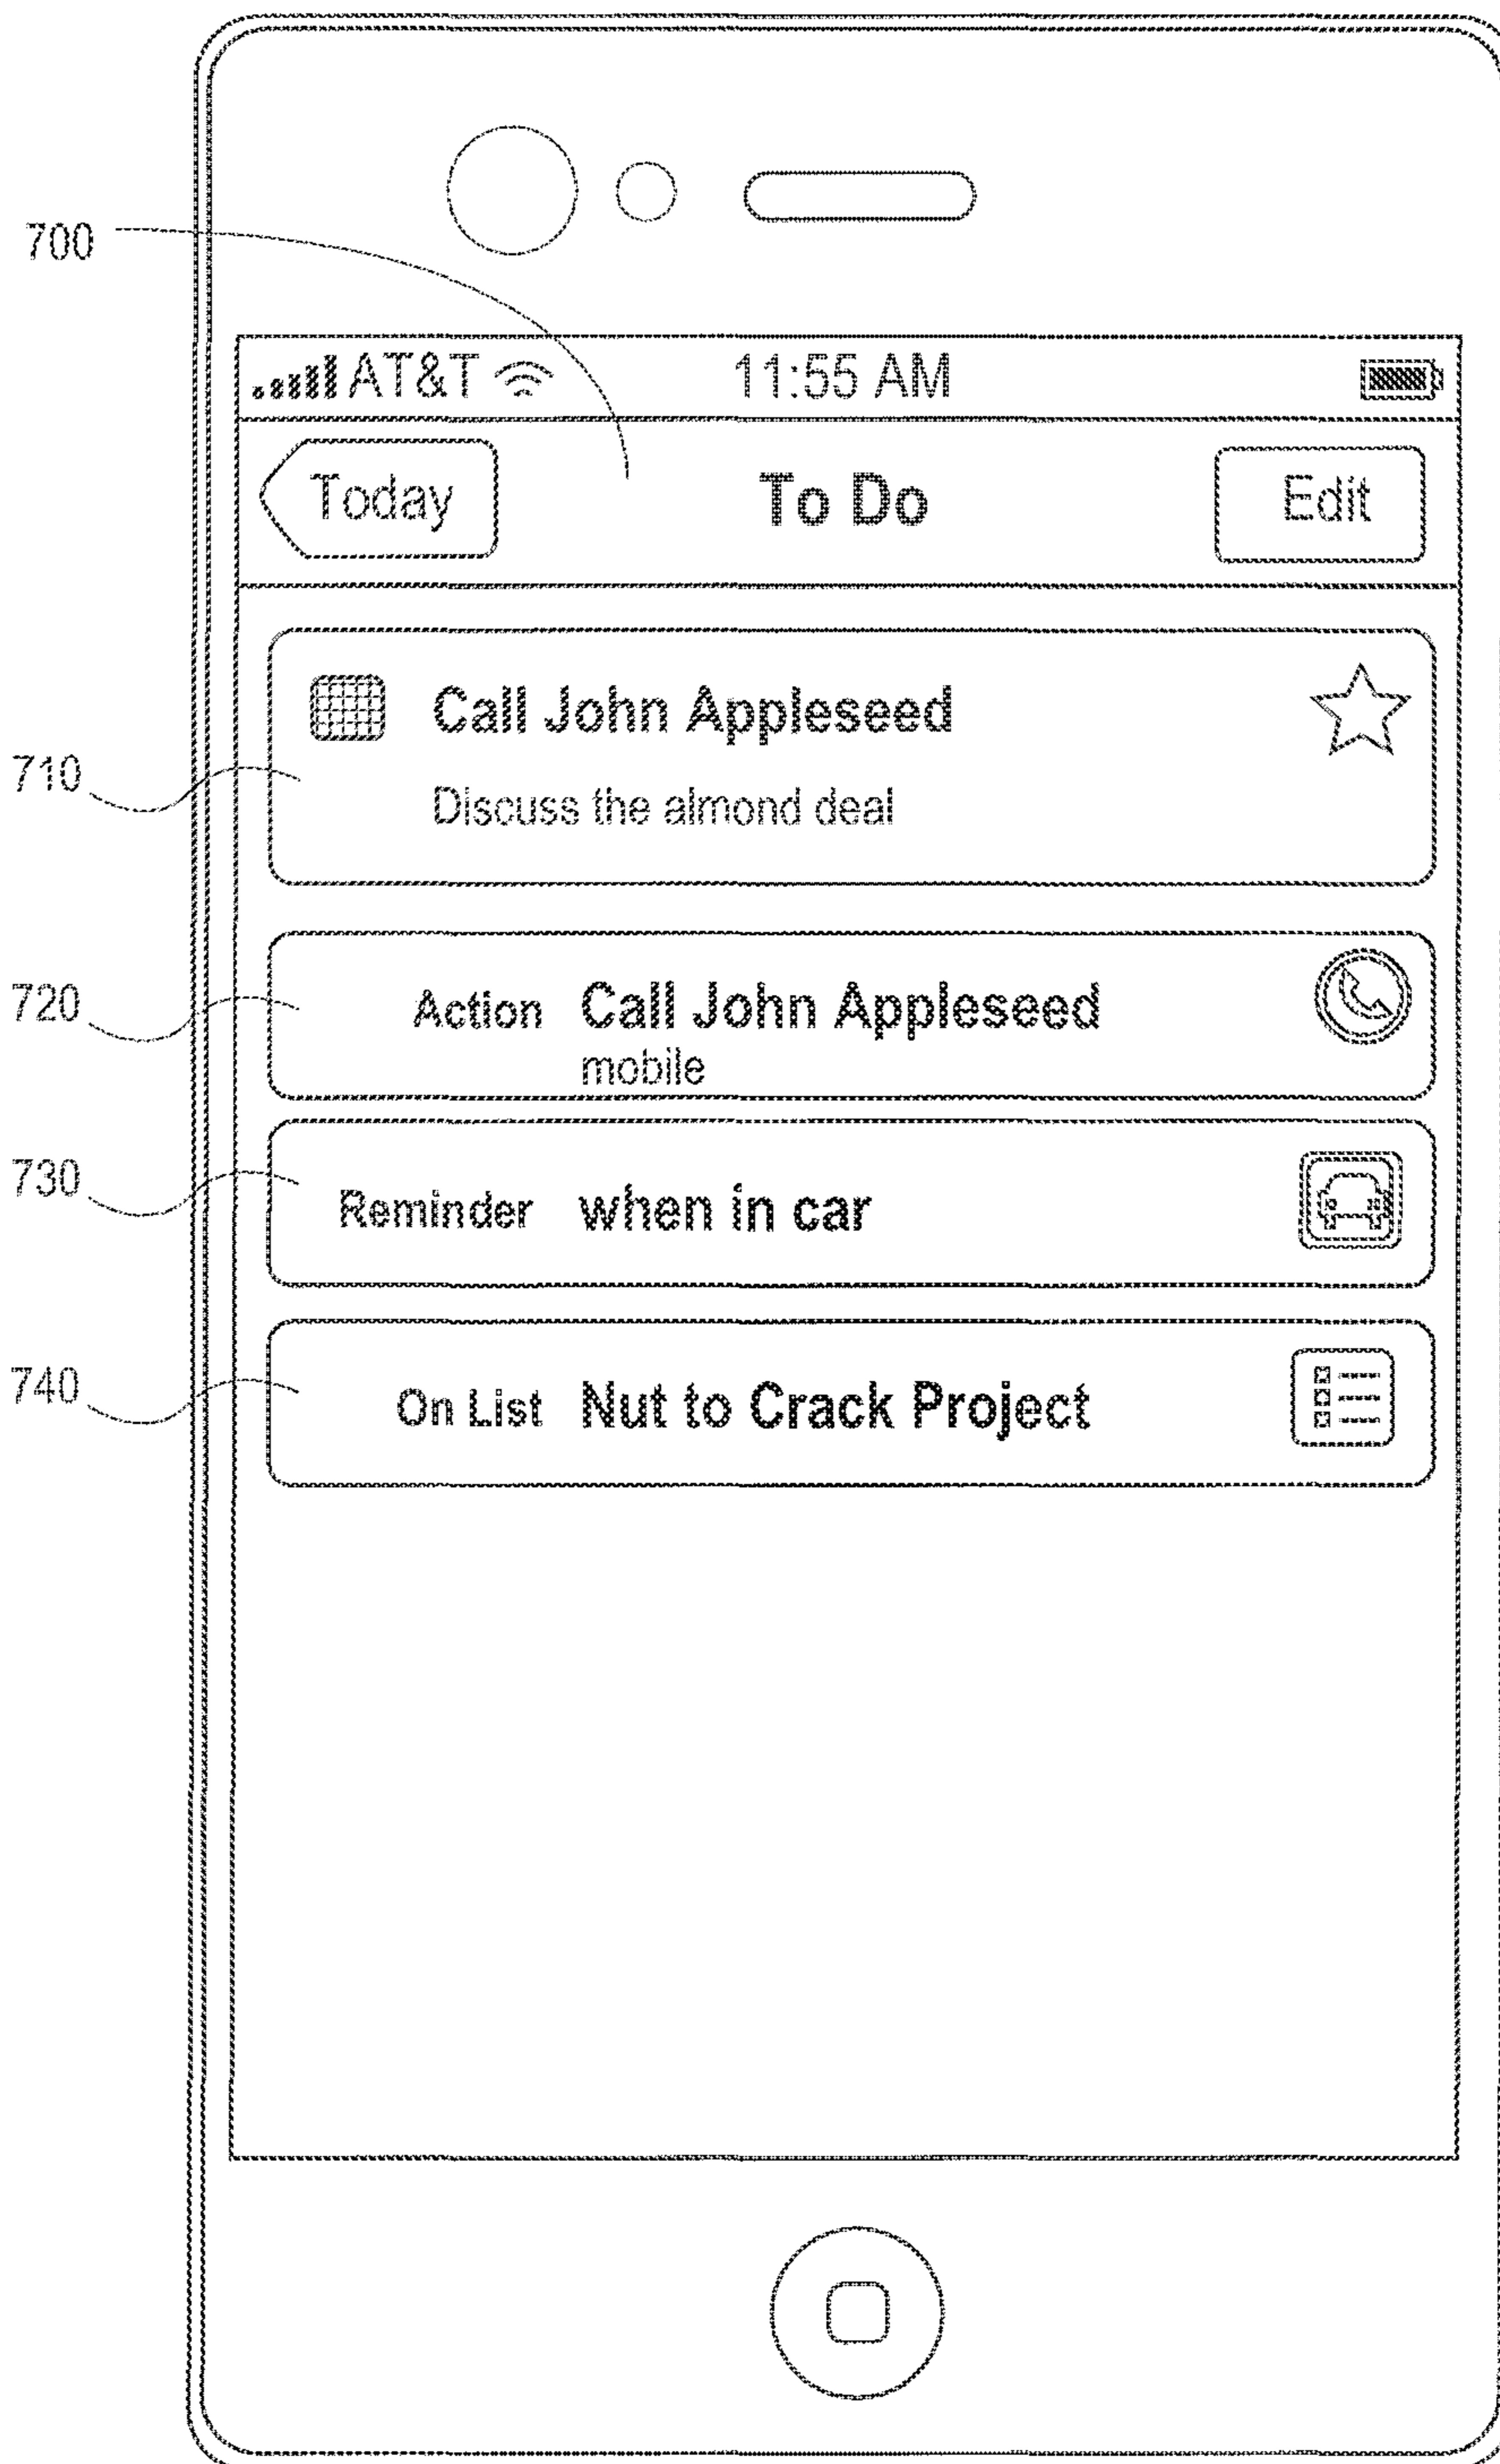 700
AT&T 11:55 AM
Today To Do Edit
710
Call John Appleseed
Discuss the almond deal
720
Action Call John Appleseed
mobile
730
Reminder when in car
740
On List Nut to Crack Project